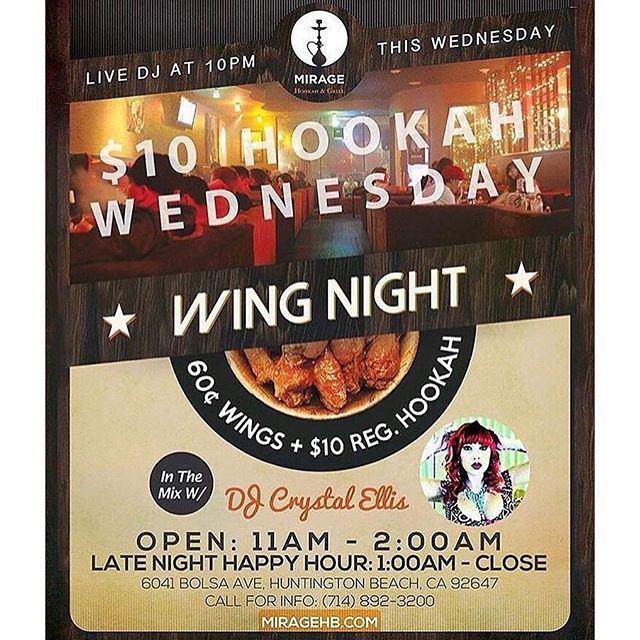 LIVE DJ AT 10PM
THIS WEDNESDAY
MIRAGE
HOOKAH & GRILL
$10 HOOKAH
WEDNESDAY
WING NIGHT
60¢ WINGS + $10 REG. HOOKAH
In The
Mix W/
DJ Crystal Ellis
OPEN: 11AM - 2:00AM
LATE NIGHT HAPPY HOUR: 1:00AM - CLOSE
6041 BOLSA AVE, HUNTINGTON BEACH, CA 92647
CALL FOR INFO: (714) 892-3200
MIRAGEHB.COM